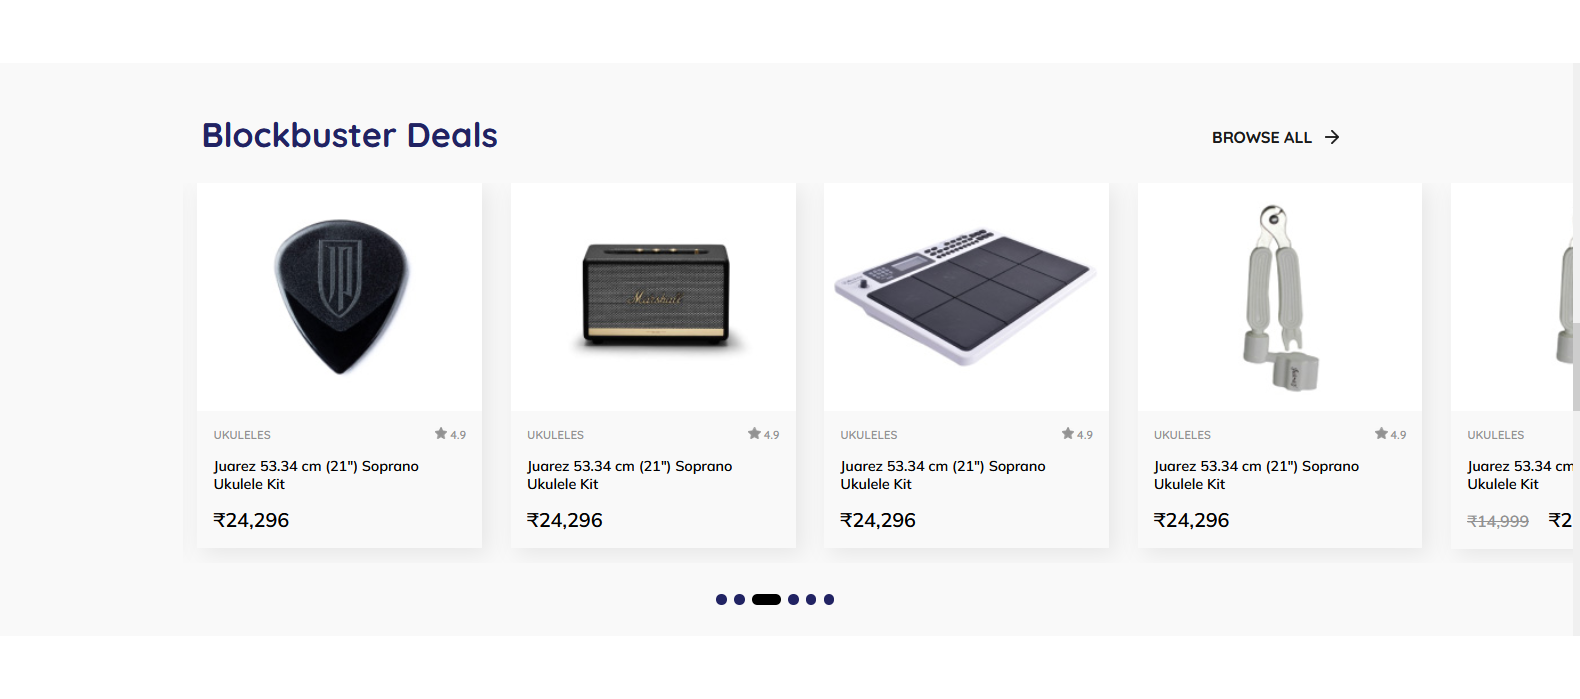 Blockbuster Deals
BROWSE ALL
JP
Marshall
UKULELES 4.9
Juarez 53.34 cm (21") Soprano
Ukulele Kit
₹24,296
UKULELES 4.9
Juarez 53.34 cm (21") Soprano
Ukulele Kit
₹24,296
UKULELES 4.9
Juarez 53.34 cm (21") Soprano
Ukulele Kit
₹24,296
UKULELES 4.9
Juarez 53.34 cm (21") Soprano
Ukulele Kit
₹24,296
UKULELES
Juarez 53.34 cm
Ukulele Kit
₹14,999 ₹2